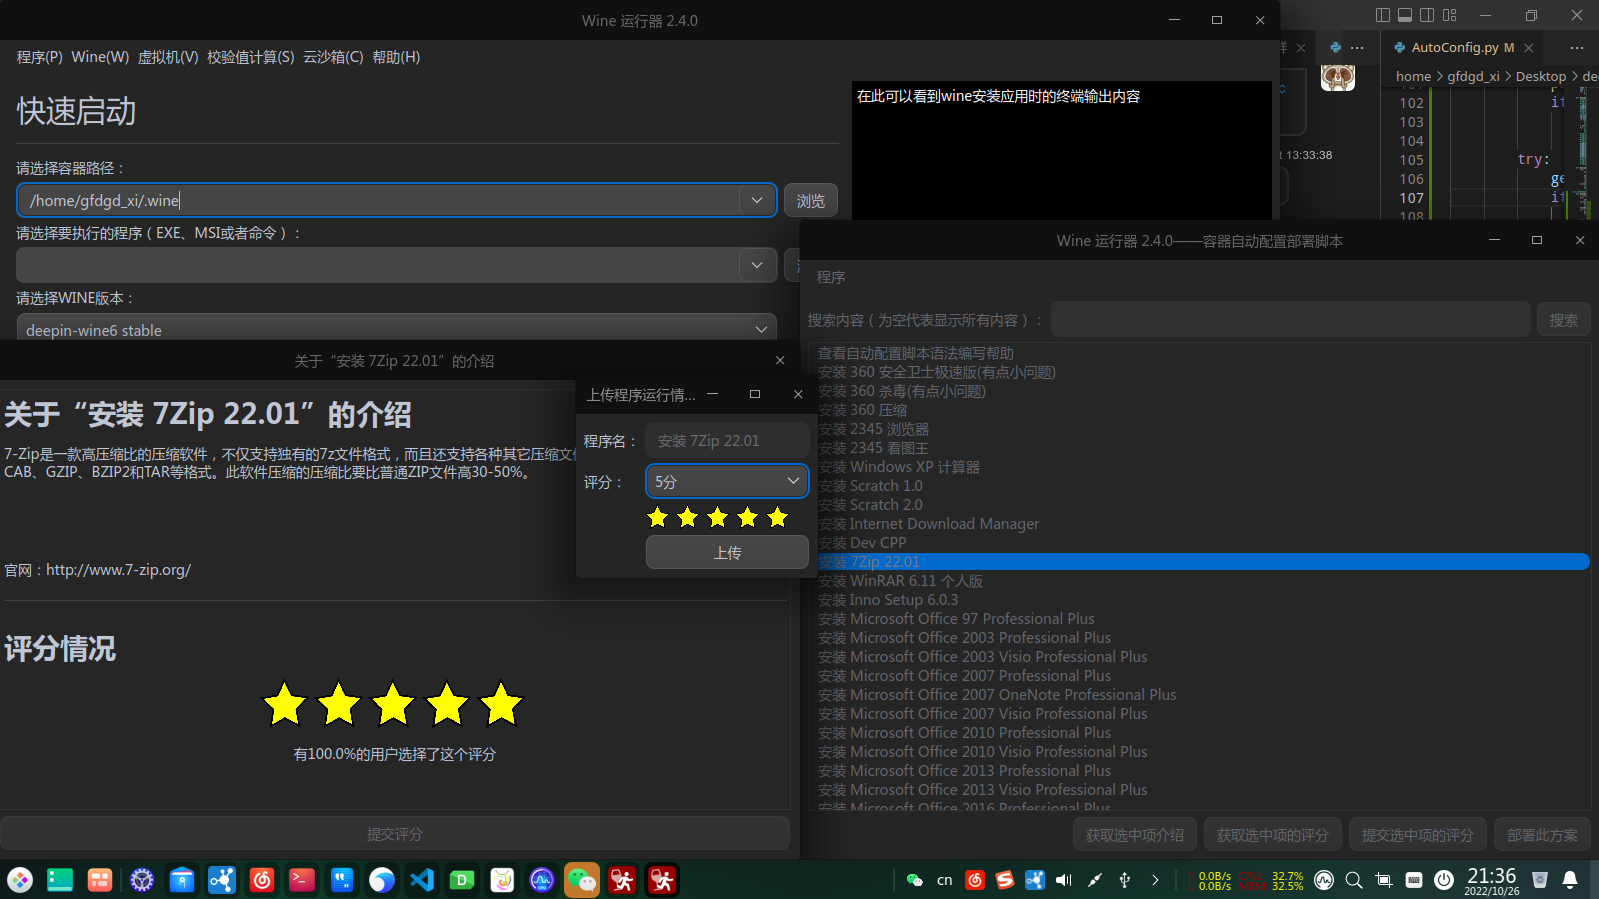 Wine 运行器 2.4.0
程序(P) Wine(W) 虚拟机(V) 校验值计算(S) 云沙箱(C) 帮助(H)
快速启动
请选择容器路径：
/home/gfdgd_xi/.wine
浏览
请选择要执行的程序（EXE、MSI或者命令）：
请选择WINE版本：
deepin-wine6 stable
在此可以看到wine安装应用时的终端输出内容
13:33:38
AutoConfig.py M
home > gfdgd_xi > Desktop > de
102
103
104
105 try:
106 ge
107 if
108
Wine 运行器 2.4.0——容器自动配置部署脚本
程序
搜索内容（为空代表显示所有内容）：
搜索
查看自动配置脚本语法编写帮助
安装 360 安全卫士极速版(有点小问题)
安装 360 杀毒(有点小问题)
安装 360 压缩
安装 2345 浏览器
安装 2345 看图王
安装 Windows XP 计算器
安装 Scratch 1.0
安装 Scratch 2.0
安装 Internet Download Manager
安装 Dev CPP
安装 7Zip 22.01
安装 WinRAR 6.11 个人版
安装 Inno Setup 6.0.3
安装 Microsoft Office 97 Professional Plus
安装 Microsoft Office 2003 Professional Plus
安装 Microsoft Office 2003 Visio Professional Plus
安装 Microsoft Office 2007 Professional Plus
安装 Microsoft Office 2007 OneNote Professional Plus
安装 Microsoft Office 2007 Visio Professional Plus
安装 Microsoft Office 2010 Professional Plus
安装 Microsoft Office 2010 Visio Professional Plus
安装 Microsoft Office 2013 Professional Plus
安装 Microsoft Office 2013 Visio Professional Plus
安装 Microsoft Office 2016 Professional Plus
获取选中项介绍 获取选中项的评分 提交选中项的评分 部署此方案
关于“安装 7Zip 22.01”的介绍
关于“安装 7Zip 22.01”的介绍
7-Zip是一款高压缩比的压缩软件，不仅支持独有的7z文件格式，而且还支持各种其它压缩文件
CAB、GZIP、BZIP2和TAR等格式。此软件压缩的压缩比要比普通ZIP文件高30-50%。
官网：http://www.7-zip.org/
评分情况
有100.0%的用户选择了这个评分
提交评分
上传程序运行情...
程序名： 安装 7Zip 22.01
评分： 5分
上传
cn
0.0B/s CPU: 32.7%
0.0B/s MEM: 32.5%
21:36
2022/10/26